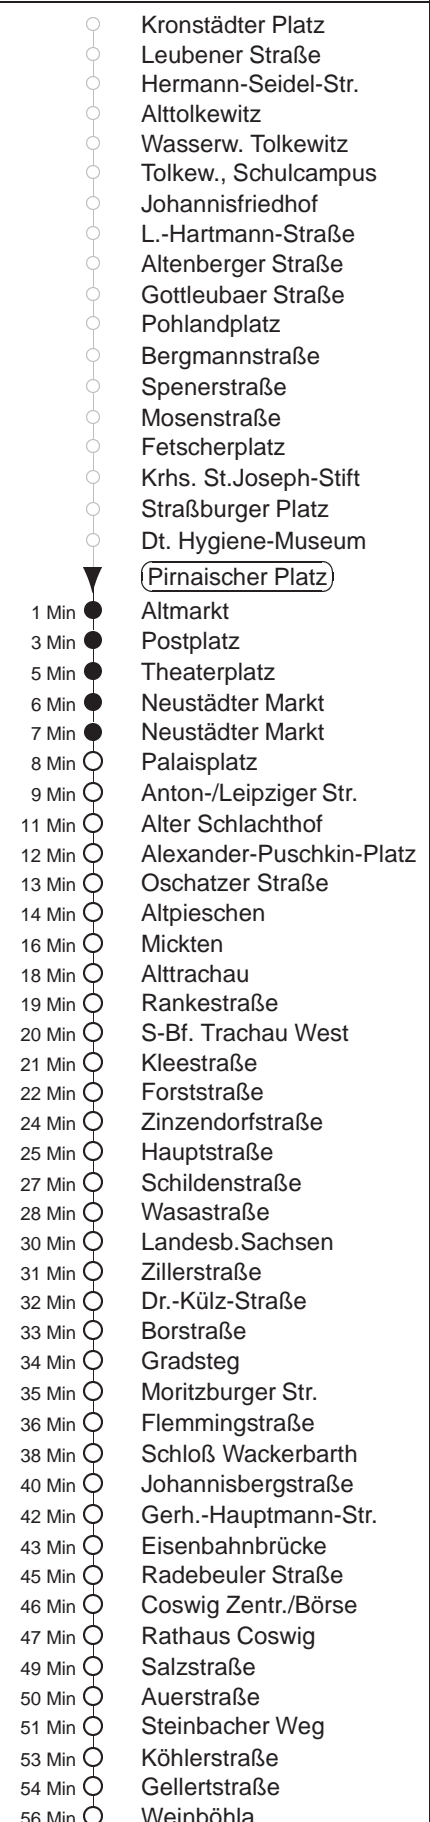 Kronstädter Platz
Leubener Straße
Hermann-Seidel-Str.
Alttolkewitz
Wasserw. Tolkewitz
Tolkew., Schulcampus
Johannisfriedhof
L.-Hartmann-Straße
Altenberger Straße
Gottleubaer Straße
Pohlandplatz
Bergmannstraße
Spenerstraße
Mosenstraße
Fetscherplatz
Krhs. St.Joseph-Stift
Straßburger Platz
Dt. Hygiene-Museum
Pirnaischer Platz
1 Min Altmarkt
3 Min Postplatz
5 Min Theaterplatz
6 Min Neustädter Markt
7 Min Neustädter Markt
8 Min Palaisplatz
9 Min Anton-/Leipziger Str.
11 Min Alter Schlachthof
12 Min Alexander-Puschkin-Platz
13 Min Oschatzer Straße
14 Min Altpieschen
16 Min Mickten
18 Min Alttrachau
19 Min Rankestraße
20 Min S-Bf. Trachau West
21 Min Kleestraße
22 Min Forststraße
24 Min Zinzendorfstraße
25 Min Hauptstraße
27 Min Schildenstraße
28 Min Wasastraße
30 Min Landesb.Sachsen
31 Min Zillerstraße
32 Min Dr.-Külz-Straße
33 Min Borstraße
34 Min Gradsteg
35 Min Moritzburger Str.
36 Min Flemmingstraße
38 Min Schloß Wackerbarth
40 Min Johannisbergstraße
42 Min Gerh.-Hauptmann-Str.
43 Min Eisenbahnbrücke
45 Min Radebeuler Straße
46 Min Coswig Zentr./Börse
47 Min Rathaus Coswig
49 Min Salzstraße
50 Min Auerstraße
51 Min Steinbacher Weg
53 Min Köhlerstraße
54 Min Gellertstraße
56 Min Weinböhla